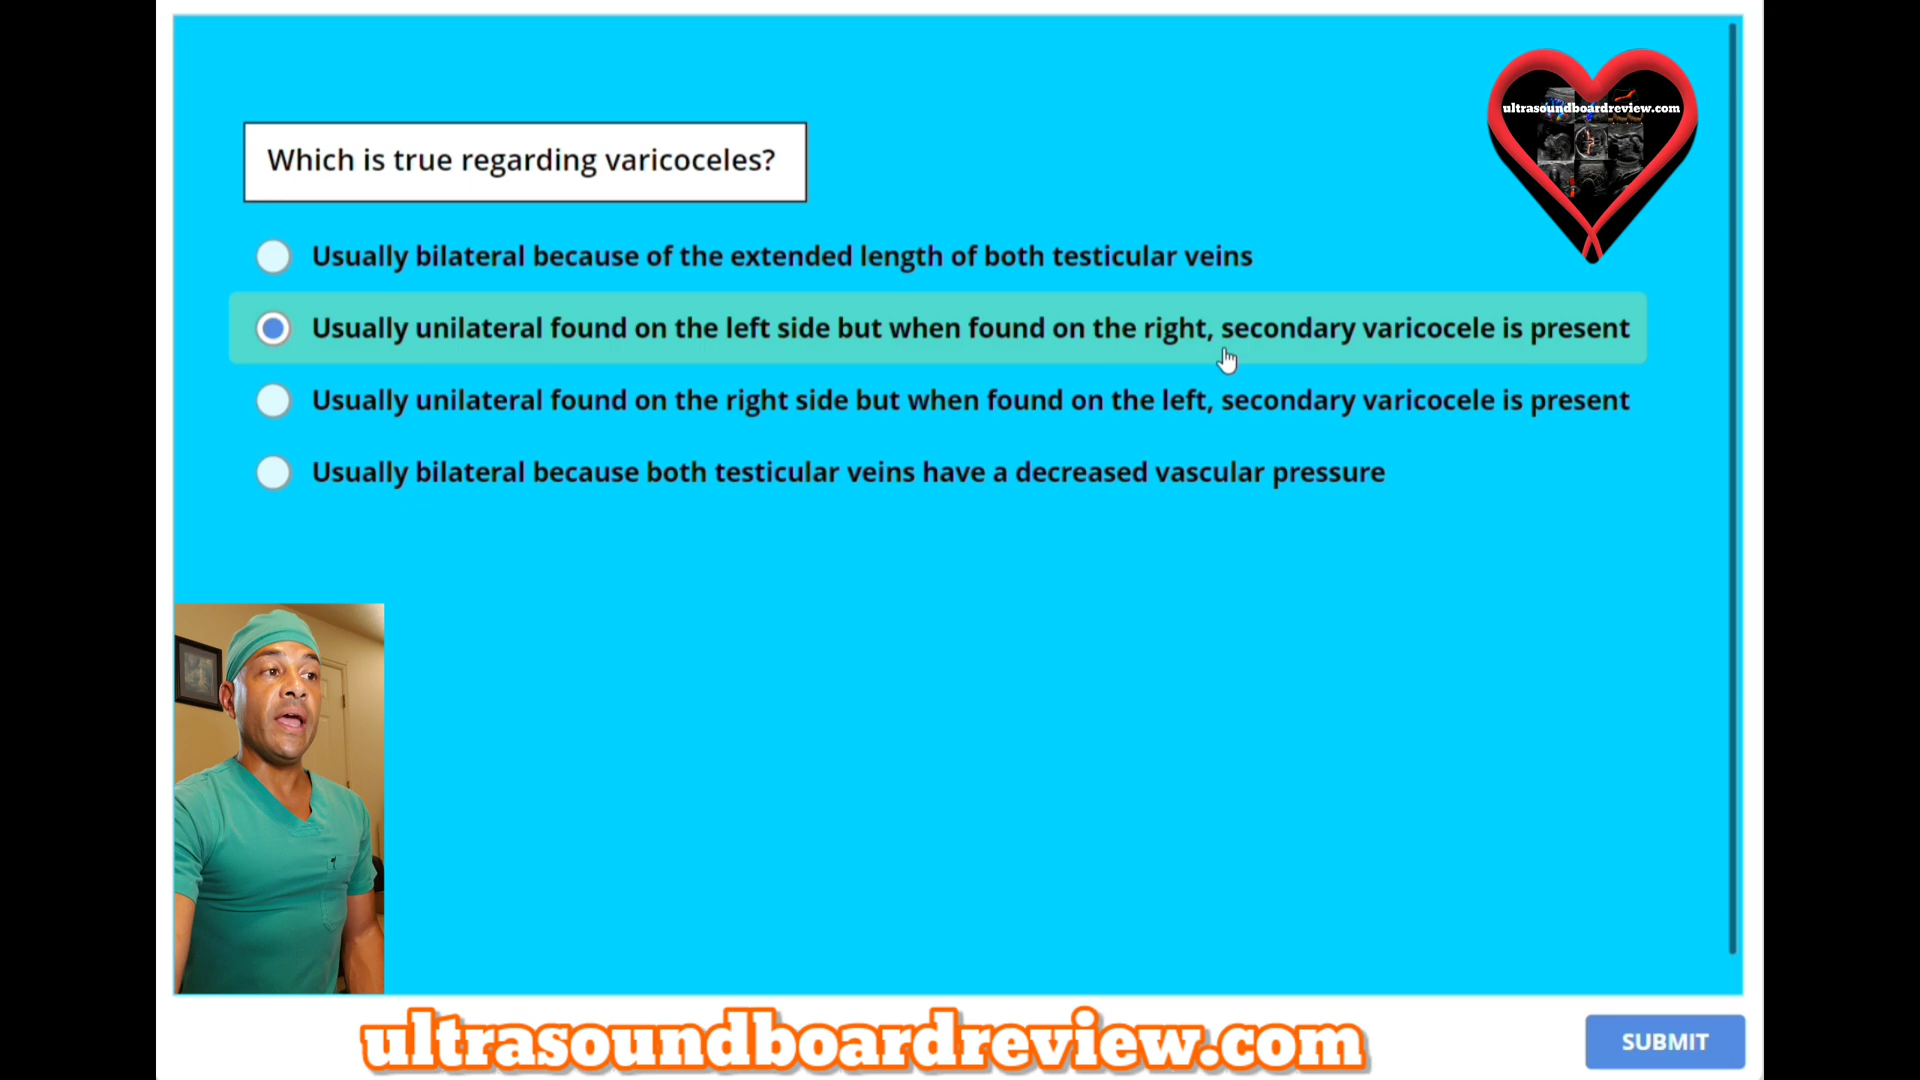 ultrasoundboardreview.com
Which is true regarding varicoceles?
Usually bilateral because of the extended length of both testicular veins
Usually unilateral found on the left side but when found on the right, secondary varicocele is present
Usually unilateral found on the right side but when found on the left, secondary varicocele is present
Usually bilateral because both testicular veins have a decreased vascular pressure
ultrasoundboardreview.com
SUBMIT